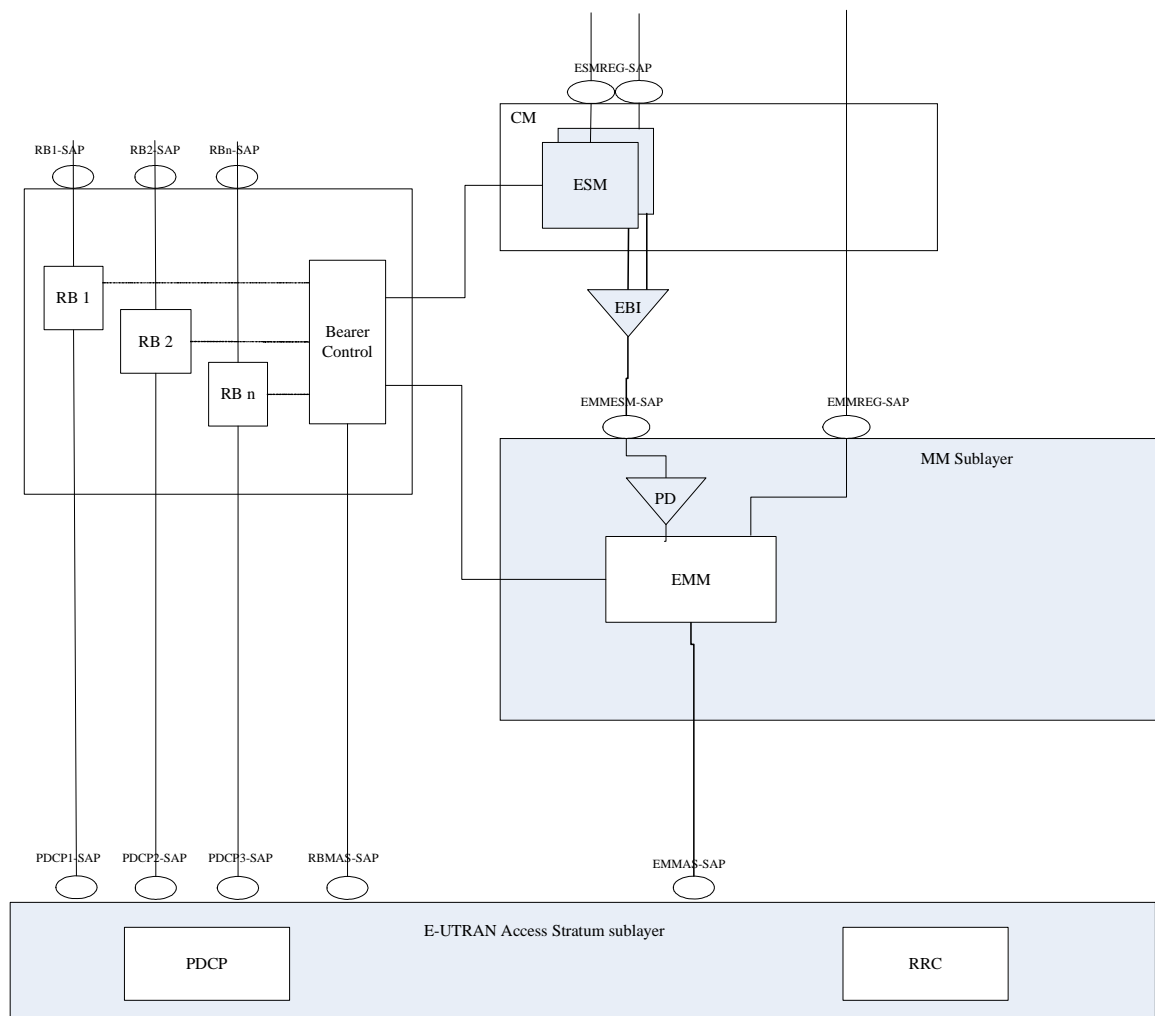 ESMREG-SAP
CM
RB1-SAP
RB2-SAP
RBn-SAP
ESM
RB 1
EBI
RB 2
Bearer
Control
RB n
EMMESM-SAP
EMMREG-SAP
MM Sublayer
PD
EMM
PDCP1-SAP
PDCP2-SAP
PDCP3-SAP
RBMAS-SAP
EMMAS-SAP
E-UTRAN Access Stratum sublayer
PDCP
RRC